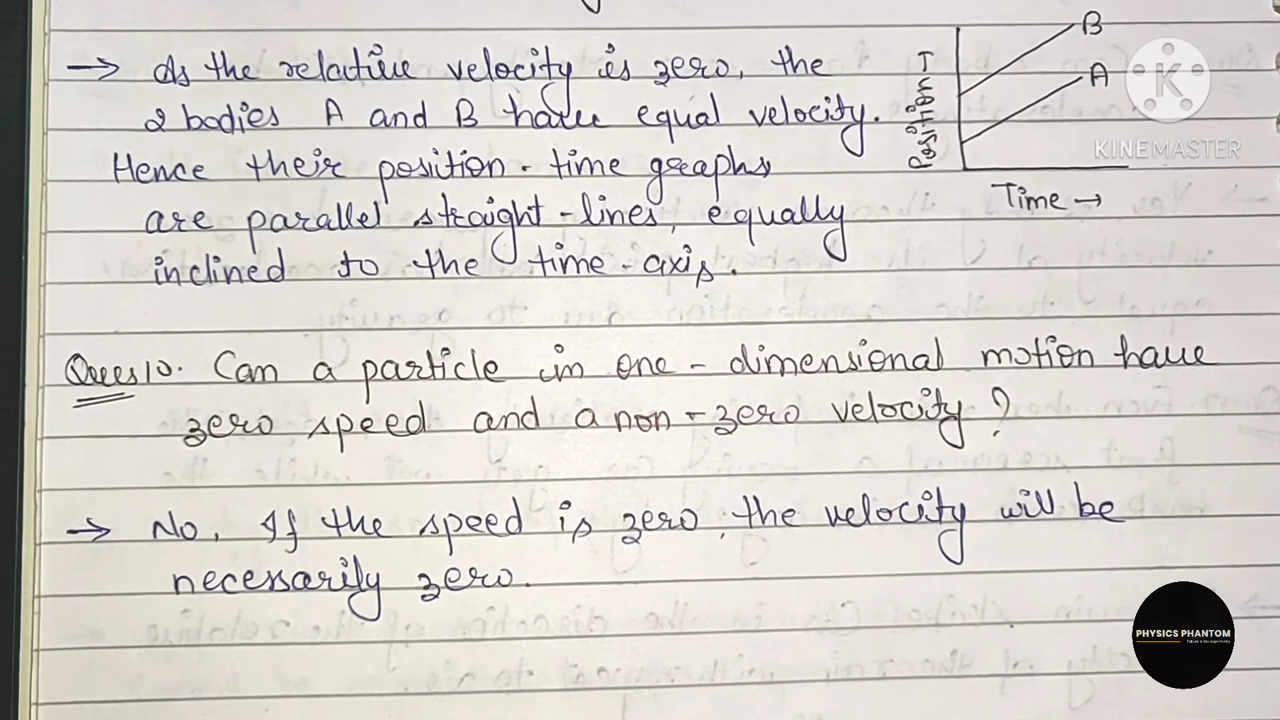 → As the relative velocity is zero, the
2 bodies A and B have equal velocity.
Hence their position - time graphs
are parallel straight-lines, equally
inclined to the time-axis.
B
A
Position →
Time →
K
KINEMASTER
Ques10. Can a particle in one - dimensional motion have
zero speed and a non-zero velocity?
→ No, If the speed is zero, the velocity will be
necessarily zero.
PHYSICS PHANTOM